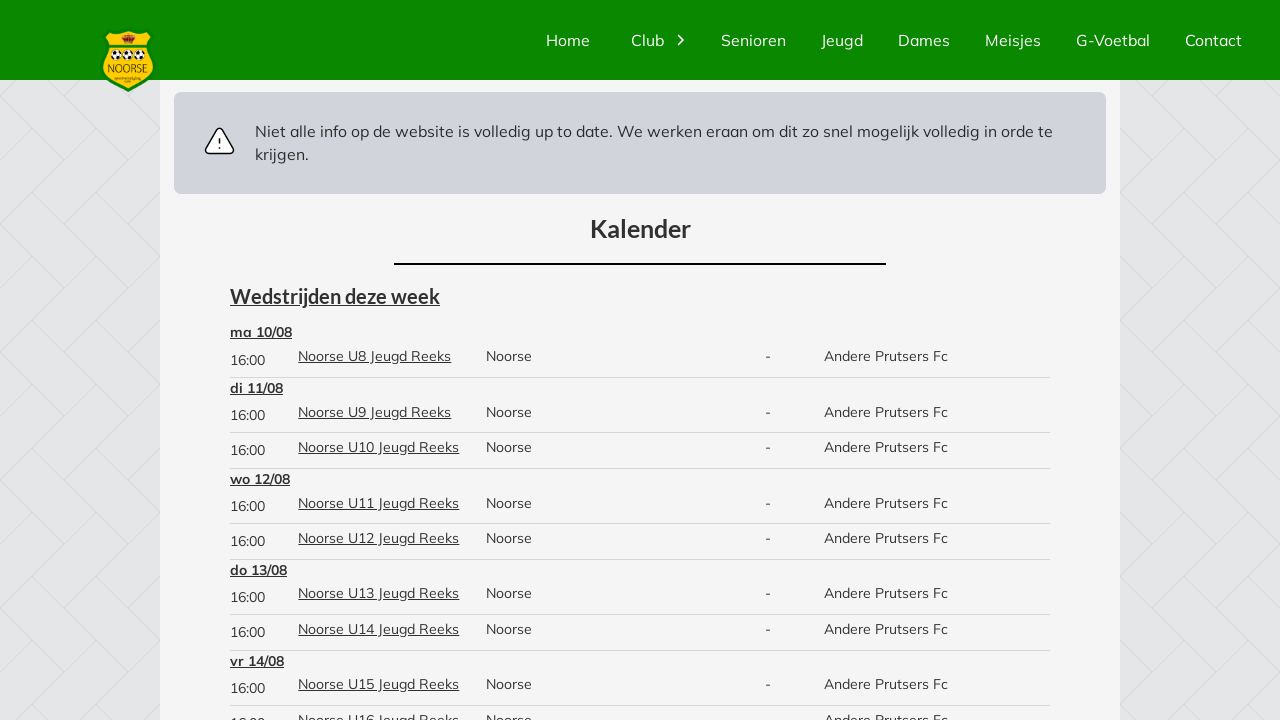 NOORSE
Home
Club
Senioren
Jeugd
Dames
Meisjes
G-Voetbal
Contact
Niet alle info op de website is volledig up to date. We werken eraan om dit zo snel mogelijk volledig in orde te
krijgen.
Kalender
Wedstrijden deze week
ma 10/08
16:00 Noorse U8 Jeugd Reeks Noorse - Andere Prutsers Fc
di 11/08
16:00 Noorse U9 Jeugd Reeks Noorse - Andere Prutsers Fc
16:00 Noorse U10 Jeugd Reeks Noorse - Andere Prutsers Fc
wo 12/08
16:00 Noorse U11 Jeugd Reeks Noorse - Andere Prutsers Fc
16:00 Noorse U12 Jeugd Reeks Noorse - Andere Prutsers Fc
do 13/08
16:00 Noorse U13 Jeugd Reeks Noorse - Andere Prutsers Fc
16:00 Noorse U14 Jeugd Reeks Noorse - Andere Prutsers Fc
vr 14/08
16:00 Noorse U15 Jeugd Reeks Noorse - Andere Prutsers Fc
16:00 Noorse U16 Jeugd Reeks Noorse - Andere Prutsers Fc